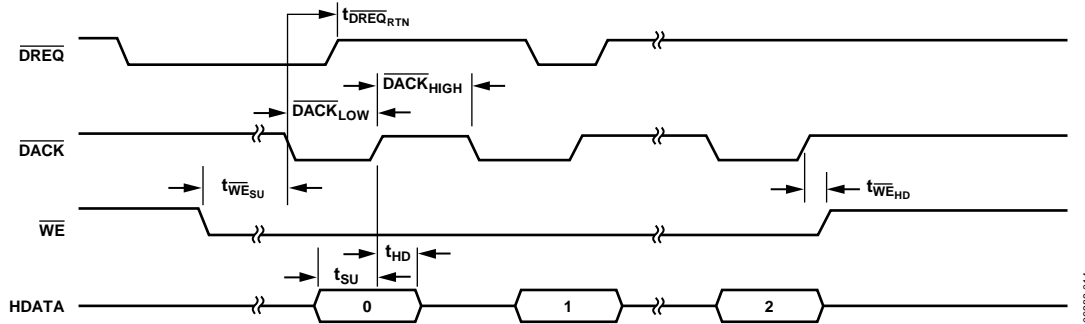 tDREQRTN
DREQ
DACKHIGH
DACKLOW
DACK
tWESU
tWEHD
WE
tHD
tSU
HDATA
0
1
2